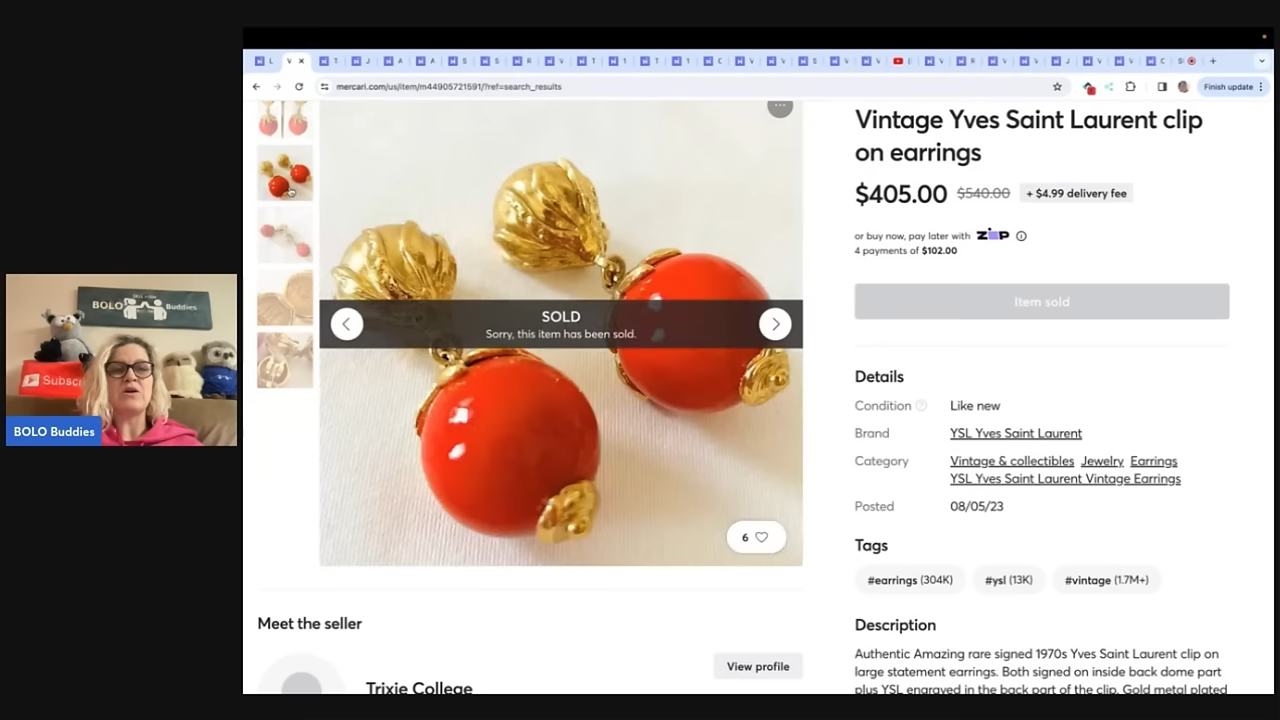 mercari.com/us/item/m44905721591/?ref=search_results
Finish update
Vintage Yves Saint Laurent clip
on earrings
$405.00 $540.00 + $4.99 delivery fee
or buy now, pay later with ZIP
4 payments of $102.00
Item sold
SOLD
Sorry, this item has been sold.
6
Details
Condition Like new
Brand YSL Yves Saint Laurent
Category Vintage & collectibles Jewelry Earrings
YSL Yves Saint Laurent Vintage Earrings
Posted 08/05/23
Tags
#earrings (304K) #ysl (13K) #vintage (1.7M+)
Description
Authentic Amazing rare signed 1970s Yves Saint Laurent clip on
large statement earrings. Both signed on inside back dome part
plus YSL engraved in the back part of the clip. Gold metal plated
Meet the seller
View profile
Trixie College
BOLO Buddies
Subsc
BOLO Buddies